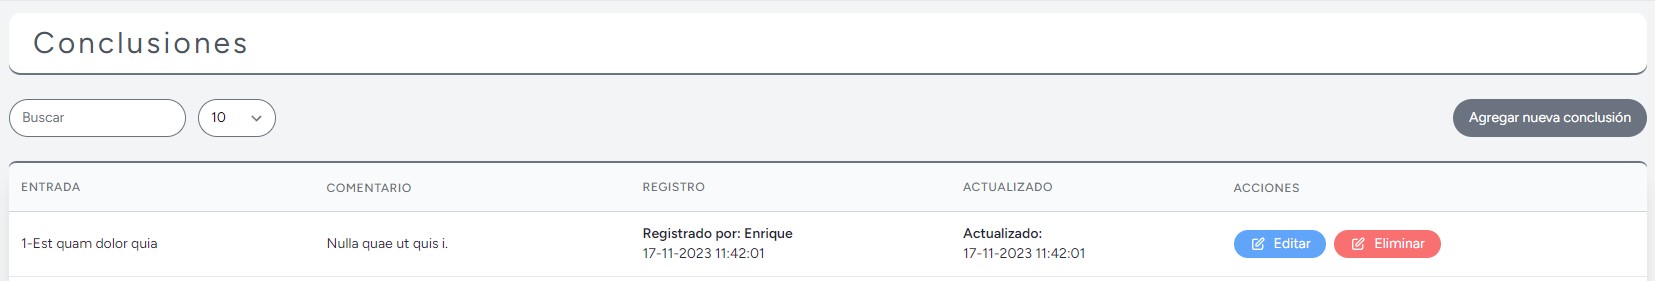 Conclusiones
Buscar
10
Agregar nueva conclusión
ENTRADA COMENTARIO REGISTRO ACTUALIZADO ACCIONES
1-Est quam dolor quia Nulla quae ut quis i. Registrado por: Enrique Actualizado: Editar Eliminar
17-11-2023 11:42:01 17-11-2023 11:42:01